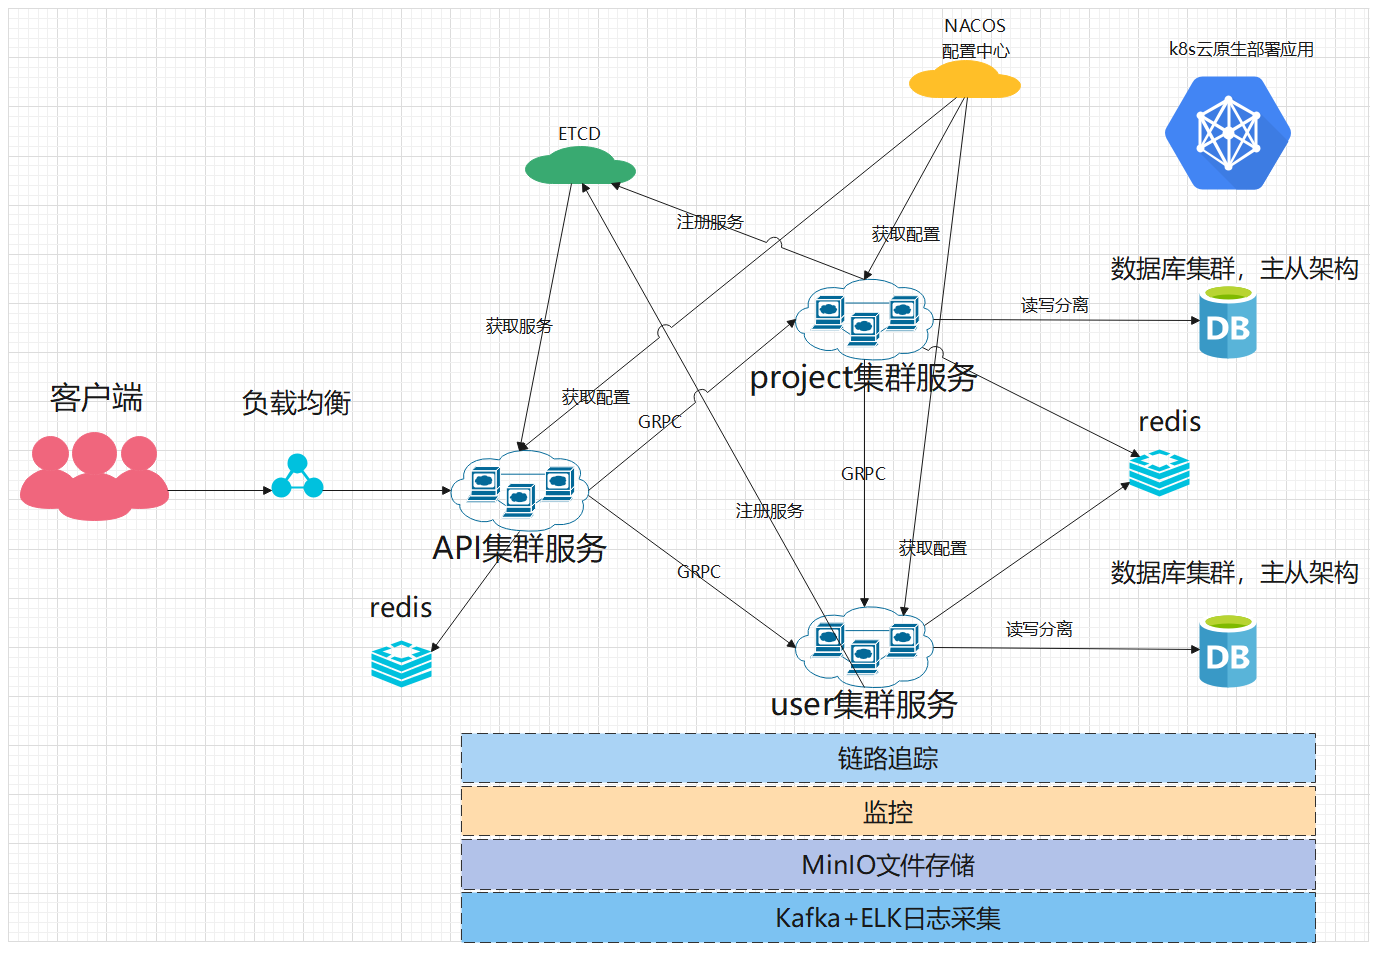 NACOS
配置中心
k8s云原生部署应用
ETCD
注册服务
获取配置
数据库集群，主从架构
读写分离
DB
获取服务
project集群服务
客户端
负载均衡
获取配置
GRPC
redis
GRPC
注册服务
API集群服务
获取配置
GRPC
数据库集群，主从架构
redis
读写分离
DB
user集群服务
链路追踪
监控
MinIO文件存储
Kafka+ELK日志采集